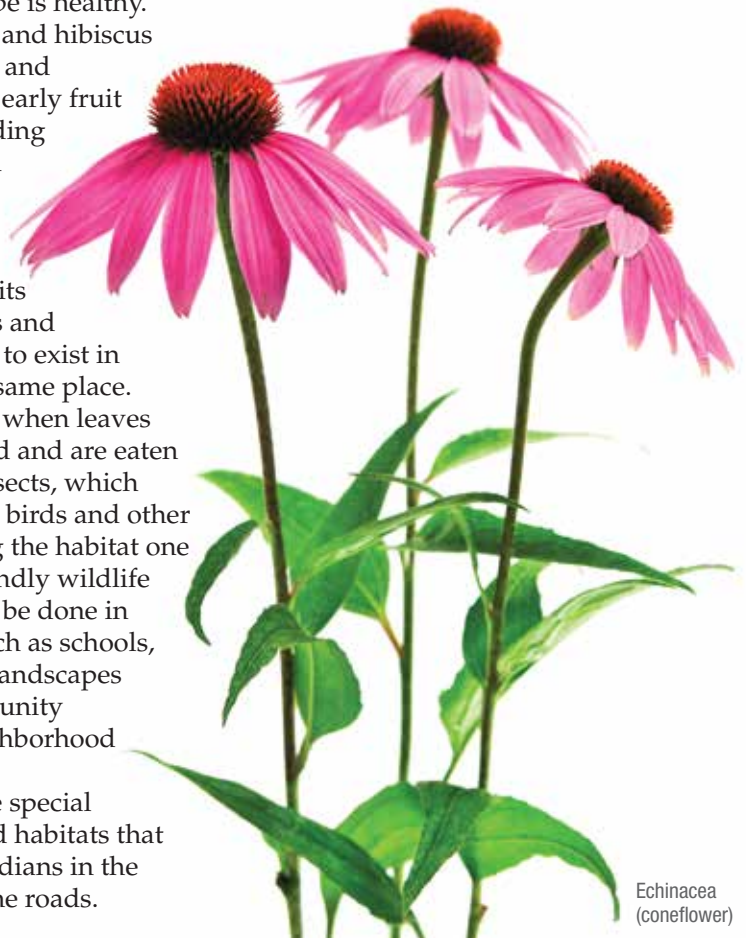 be is healthy.
and hibiscus
and
early fruit
ding
its
s and
to exist in
same place.
when leaves
d and are eaten
sects, which
birds and other
g the habitat one
ndly wildlife
be done in
ch as schools,
andscapes
unity
ghborhood
e special
d habitats that
dians in the
he roads.
Echinacea
(coneflower)